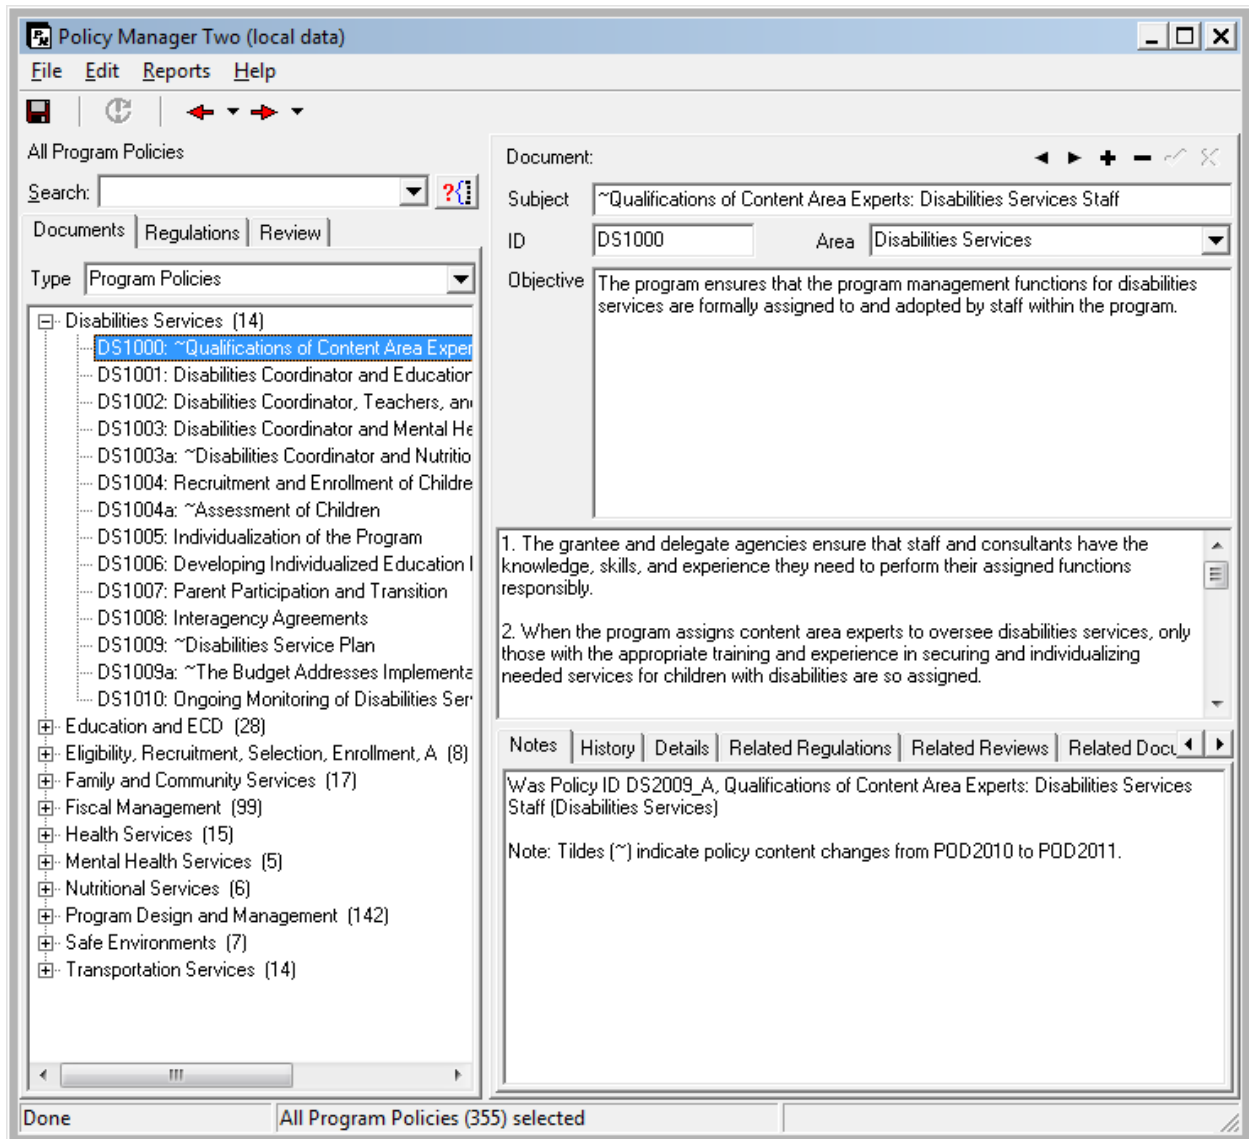 Policy Manager Two (local data)
File Edit Reports Help
All Program Policies
Search:
Documents Regulations Review
Type Program Policies
Disabilities Services (14)
DS1000: ~Qualifications of Content Area Exper
DS1001: Disabilities Coordinator and Education
DS1002: Disabilities Coordinator, Teachers, an
DS1003: Disabilities Coordinator and Mental He
DS1003a: ~Disabilities Coordinator and Nutritio
DS1004: Recruitment and Enrollment of Childre
DS1004a: ~Assessment of Children
DS1005: Individualization of the Program
DS1006: Developing Individualized Education
DS1007: Parent Participation and Transition
DS1008: Interagency Agreements
DS1009: ~Disabilities Service Plan
DS1009a: ~The Budget Addresses Implementa
DS1010: Ongoing Monitoring of Disabilities Ser
Education and ECD (28)
Eligibility, Recruitment, Selection, Enrollment, A (8)
Family and Community Services (17)
Fiscal Management (99)
Health Services (15)
Mental Health Services (5)
Nutritional Services (6)
Program Design and Management (142)
Safe Environments (7)
Transportation Services (14)
Document:
Subject ~Qualifications of Content Area Experts: Disabilities Services Staff
ID DS1000 Area Disabilities Services
Objective The program ensures that the program management functions for disabilities
services are formally assigned to and adopted by staff within the program.
1. The grantee and delegate agencies ensure that staff and consultants have the
knowledge, skills, and experience they need to perform their assigned functions
responsibly.
2. When the program assigns content area experts to oversee disabilities services, only
those with the appropriate training and experience in securing and individualizing
needed services for children with disabilities are so assigned.
Notes History Details Related Regulations Related Reviews Related Docu
Was Policy ID DS2009_A, Qualifications of Content Area Experts: Disabilities Services
Staff (Disabilities Services)
Note: Tildes (~) indicate policy content changes from POD2010 to POD2011.
Done All Program Policies (355) selected